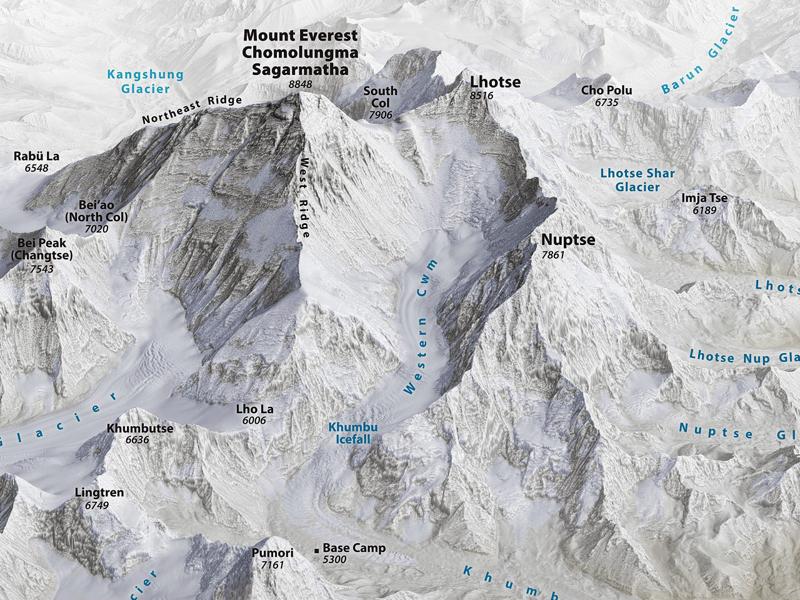 Mount Everest
Chomolungma
Sagarmatha
8848
Kangshung
Glacier
Northeast Ridge
South
Col
7906
Lhotse
8516
Cho Polu
6735
Barun Glacier
Rabü La
6548
West Ridge
Lhotse Shar
Glacier
Imja Tse
6189
Bei'ao
(North Col)
7020
Bei Peak
(Changtse)
7543
Nuptse
7861
Western Cwm
Lhots
Lhotse Nup Gla
Glacier
Lho La
6006
Khumbutse
6636
Khumbu
Icefall
Nuptse Gl
Lingtren
6749
Pumori
7161
Base Camp
5300
cier
Khumb